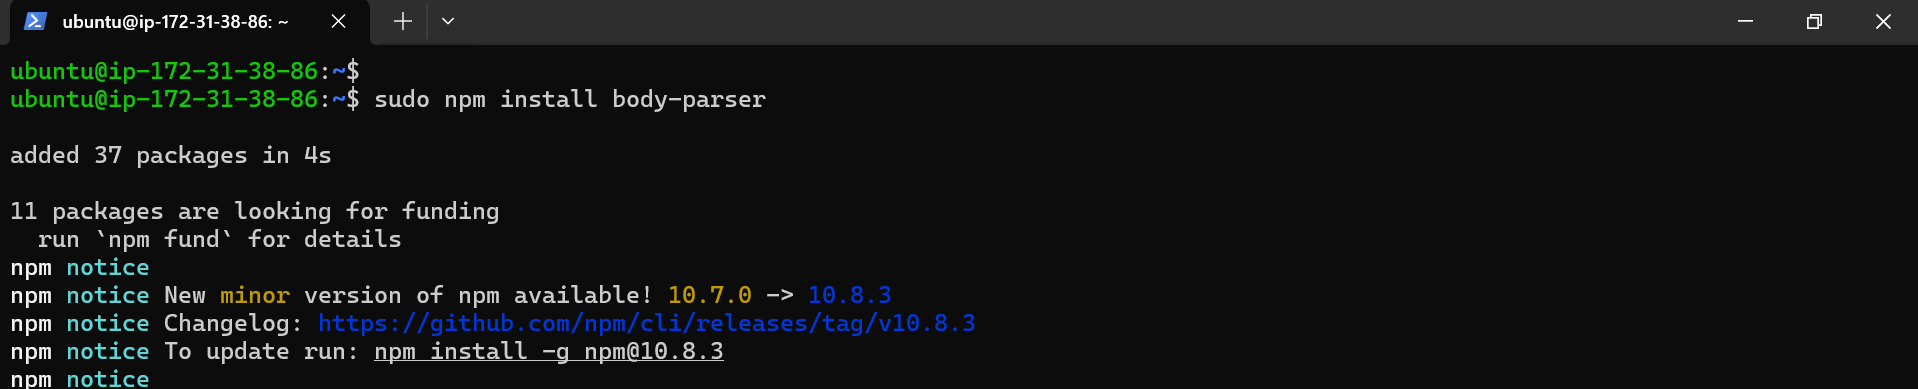 ubuntu@ip-172-31-38-86: ~
ubuntu@ip-172-31-38-86:~$
ubuntu@ip-172-31-38-86:~$ sudo npm install body-parser
added 37 packages in 4s
11 packages are looking for funding
run `npm fund` for details
npm notice
npm notice New minor version of npm available! 10.7.0 -> 10.8.3
npm notice Changelog: https://github.com/npm/cli/releases/tag/v10.8.3
npm notice To update run: npm install -g npm@10.8.3
npm notice